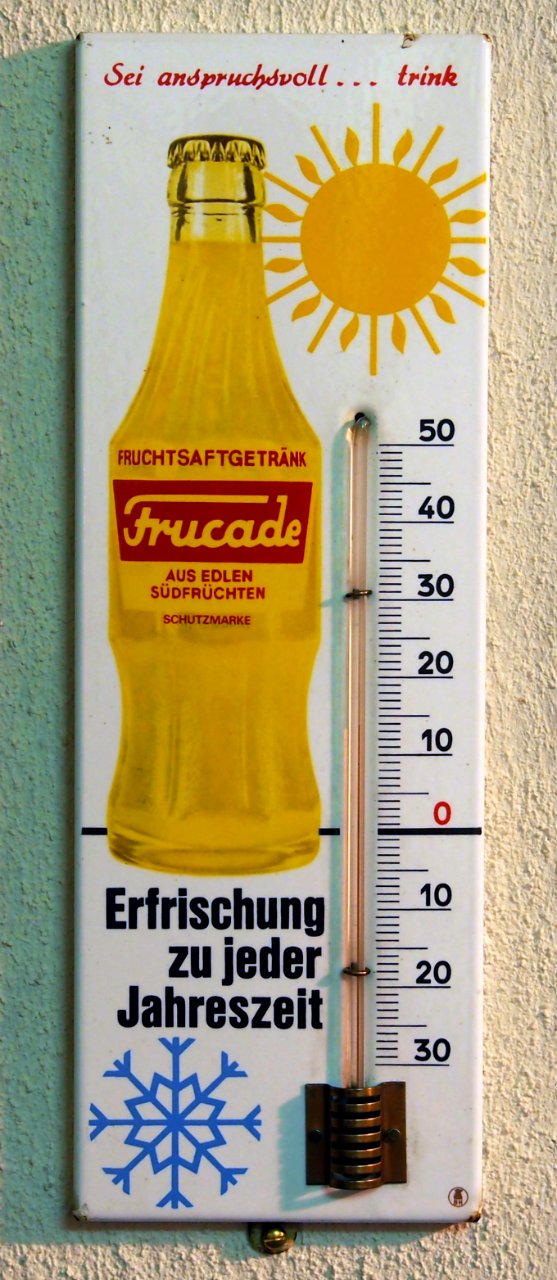 Sei anspruchsvoll... trink
FRUCHTSAFTGETRÄNK
Frucade
AUS EDLEN
SÜDFRÜCHTEN
SCHUTZMARKE
50
40
30
20
10
0
10
20
30
Erfrischung
zu jeder
Jahreszeit